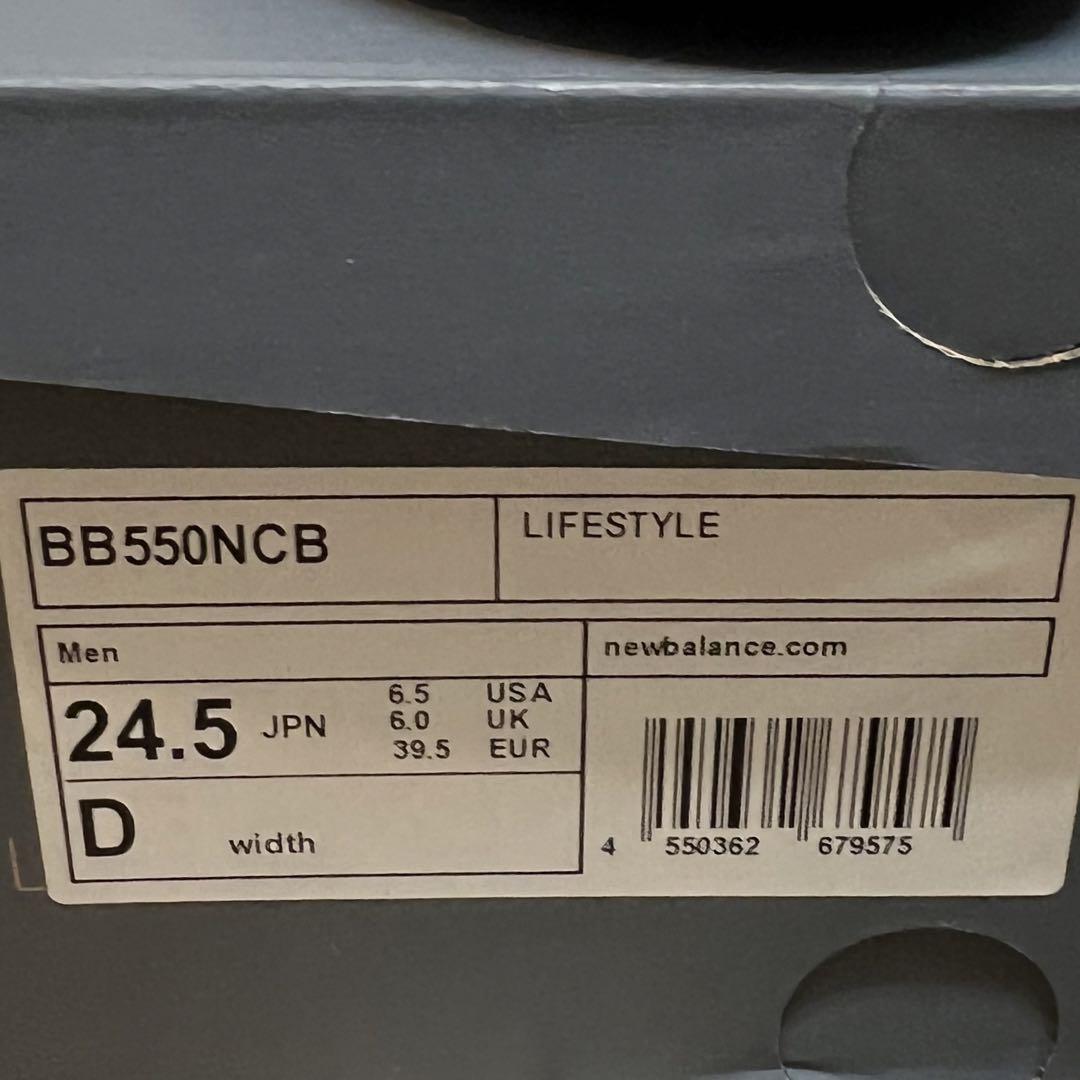 BB550NCB
LIFESTYLE
Men
newbalance.com
24.5 JPN
6.5 USA
6.0 UK
39.5 EUR
D width
4 550362 679575